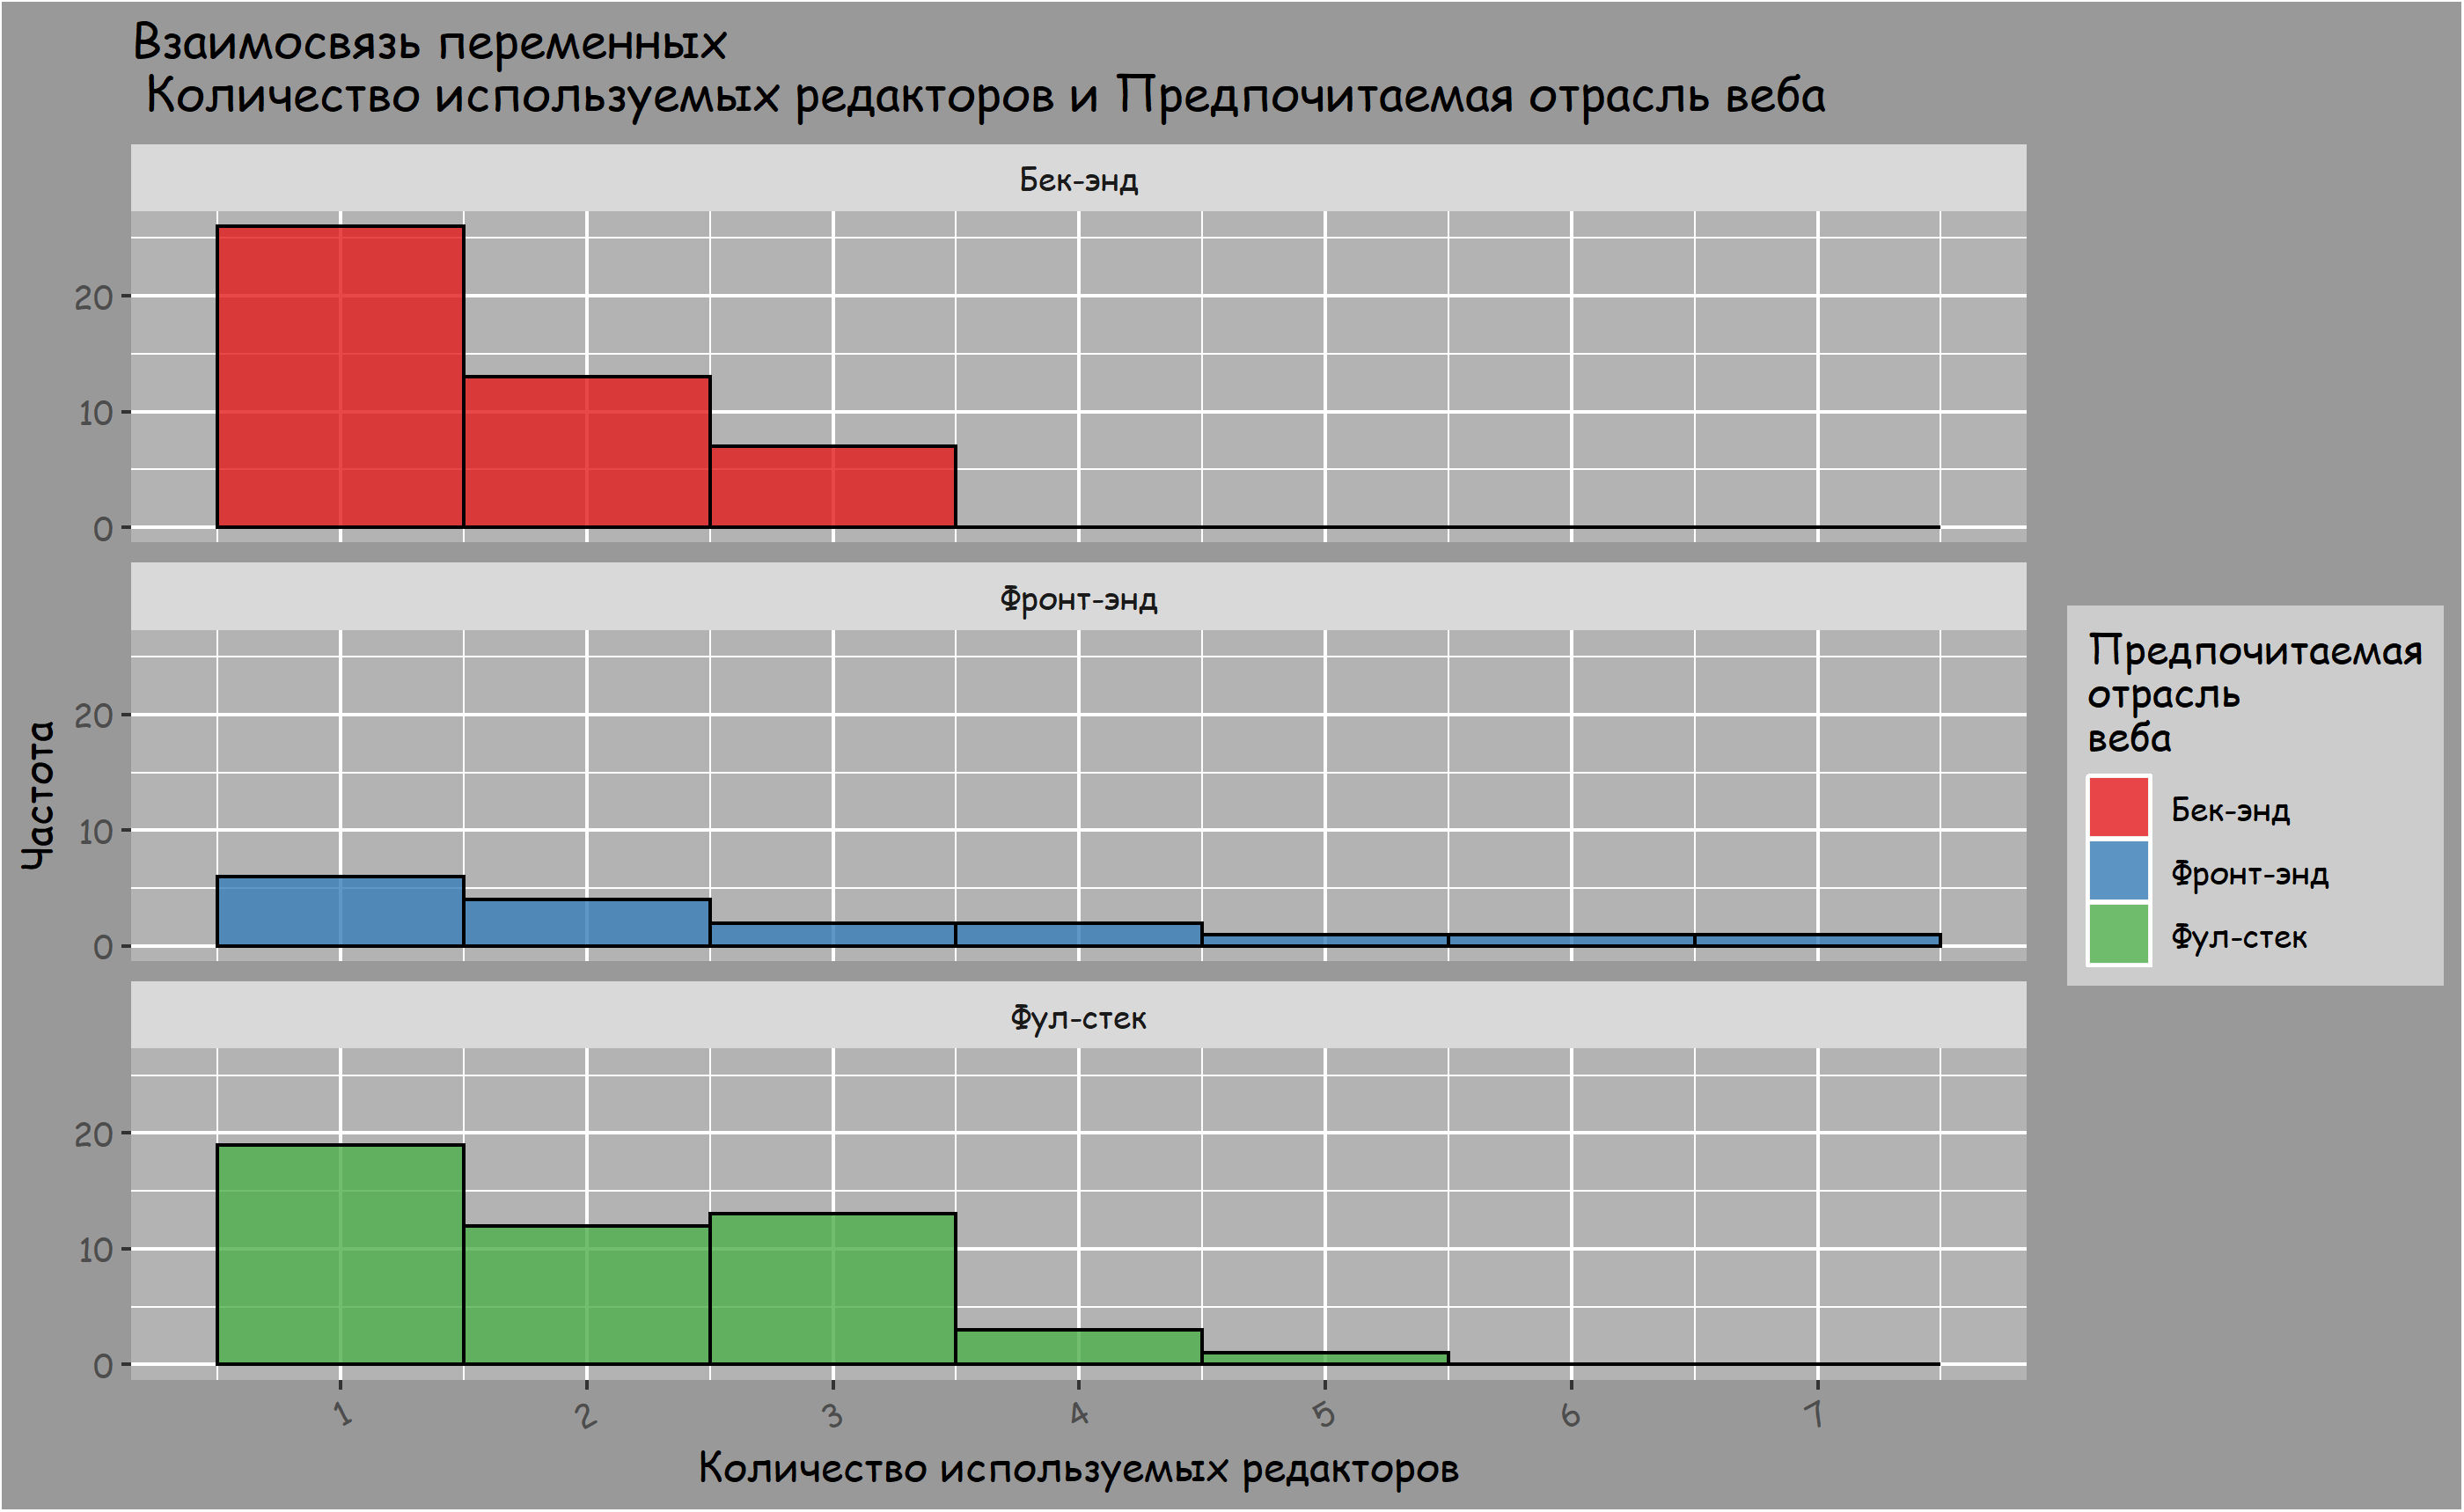 Взаимосвязь переменных
Количество используемых редакторов и Предпочитаемая отрасль веба
Бек-энд
20
10
0
Фронт-энд
20
10
0
Фул-стек
20
10
0
1 2 3 4 5 6 7
Количество используемых редакторов
Частота
Предпочитаемая
отрасль
веба
Бек-энд
Фронт-энд
Фул-стек